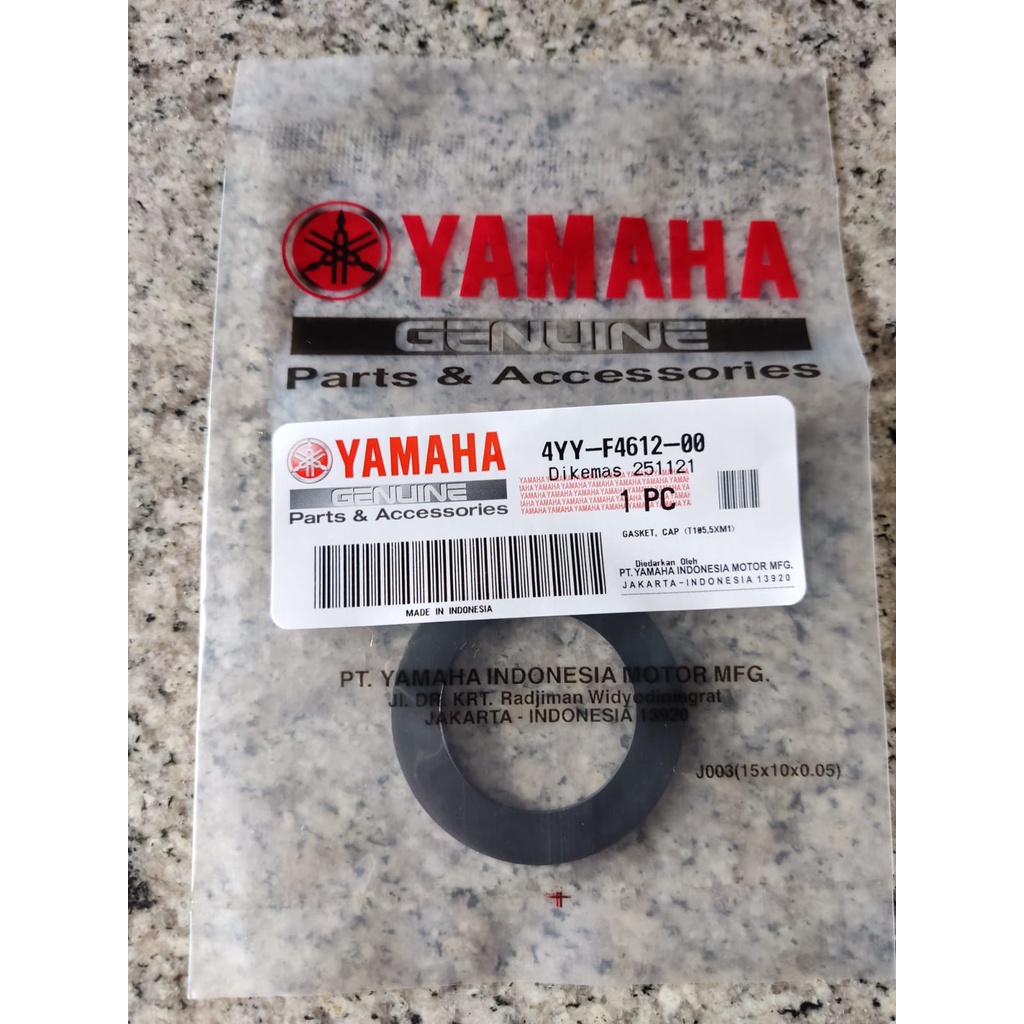 YAMAHA
GENUINE
Parts & Accessories
YAMAHA
GENUINE
Parts & Accessories
4YY-F4612-00
Dikemas 251121
1 PC
GASKET, CAP (T105,5XM1)
Diedarkan Oleh
PT. YAMAHA INDONESIA MOTOR MFG.
JAKARTA-INDONESIA 13920
MADE IN INDONESIA
PT. YAMAHA INDONESIA MOTOR MFG.
Jl. DR. KRT. Radjiman Widyodiningrat
JAKARTA - INDONESIA 13920
J003(15x10x0.05)